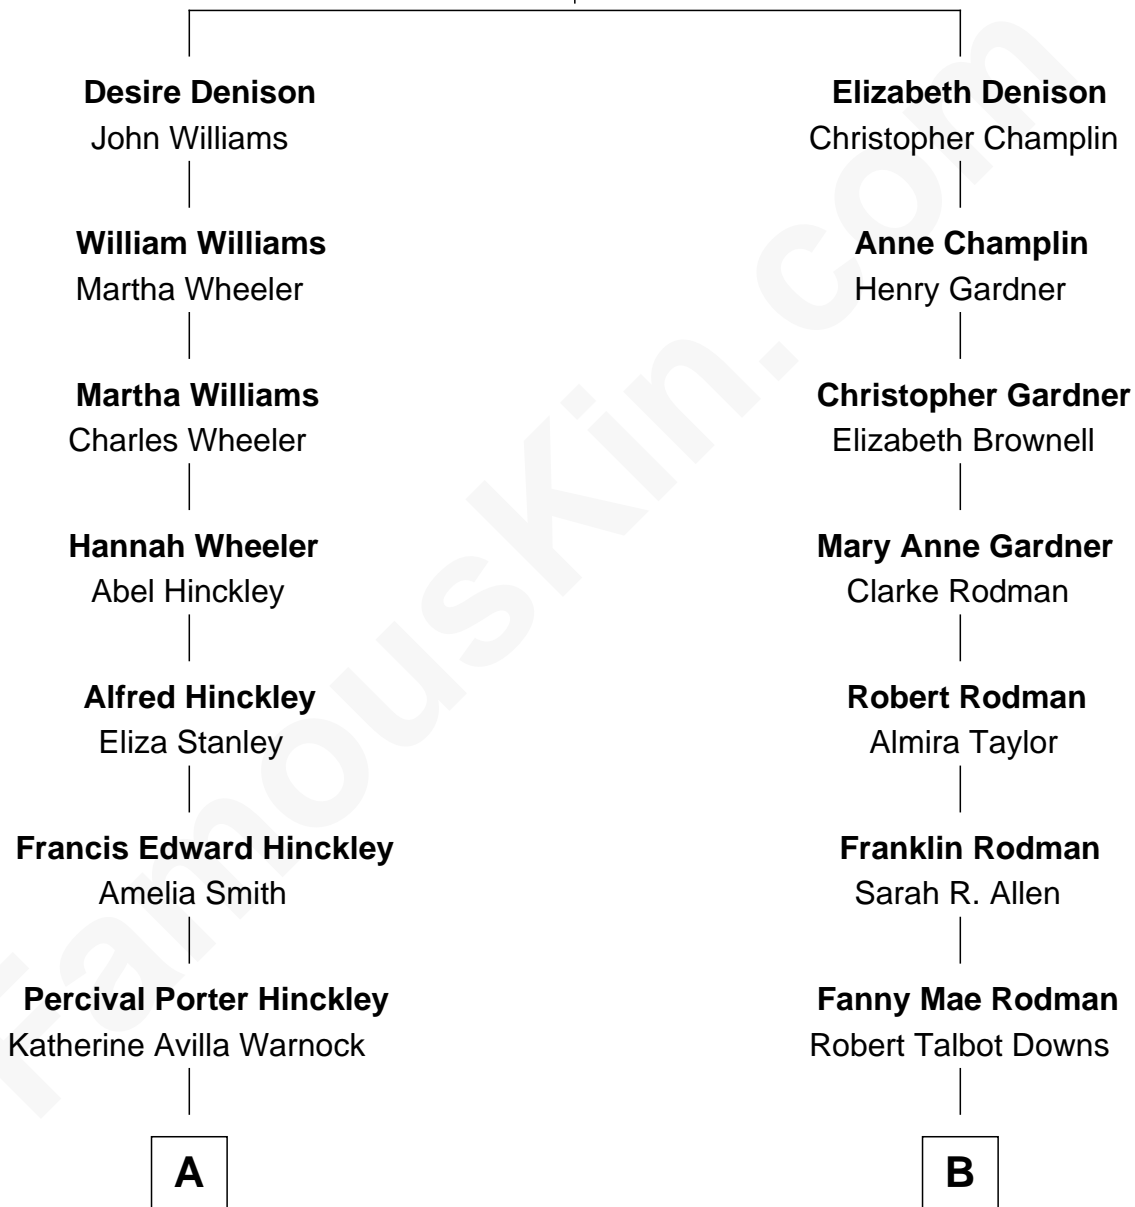 Desire Denison
John Williams
William Williams
Martha Wheeler
Martha Williams
Charles Wheeler
Hannah Wheeler
Abel Hinckley
Alfred Hinckley
Eliza Stanley
Francis Edward Hinckley
Amelia Smith
Percival Porter Hinckley
Katherine Avilla Warnock
A
Elizabeth Denison
Christopher Champlin
Anne Champlin
Henry Gardner
Christopher Gardner
Elizabeth Brownell
Mary Anne Gardner
Clarke Rodman
Robert Rodman
Almira Taylor
Franklin Rodman
Sarah R. Allen
Fanny Mae Rodman
Robert Talbot Downs
B
FamousKin.com